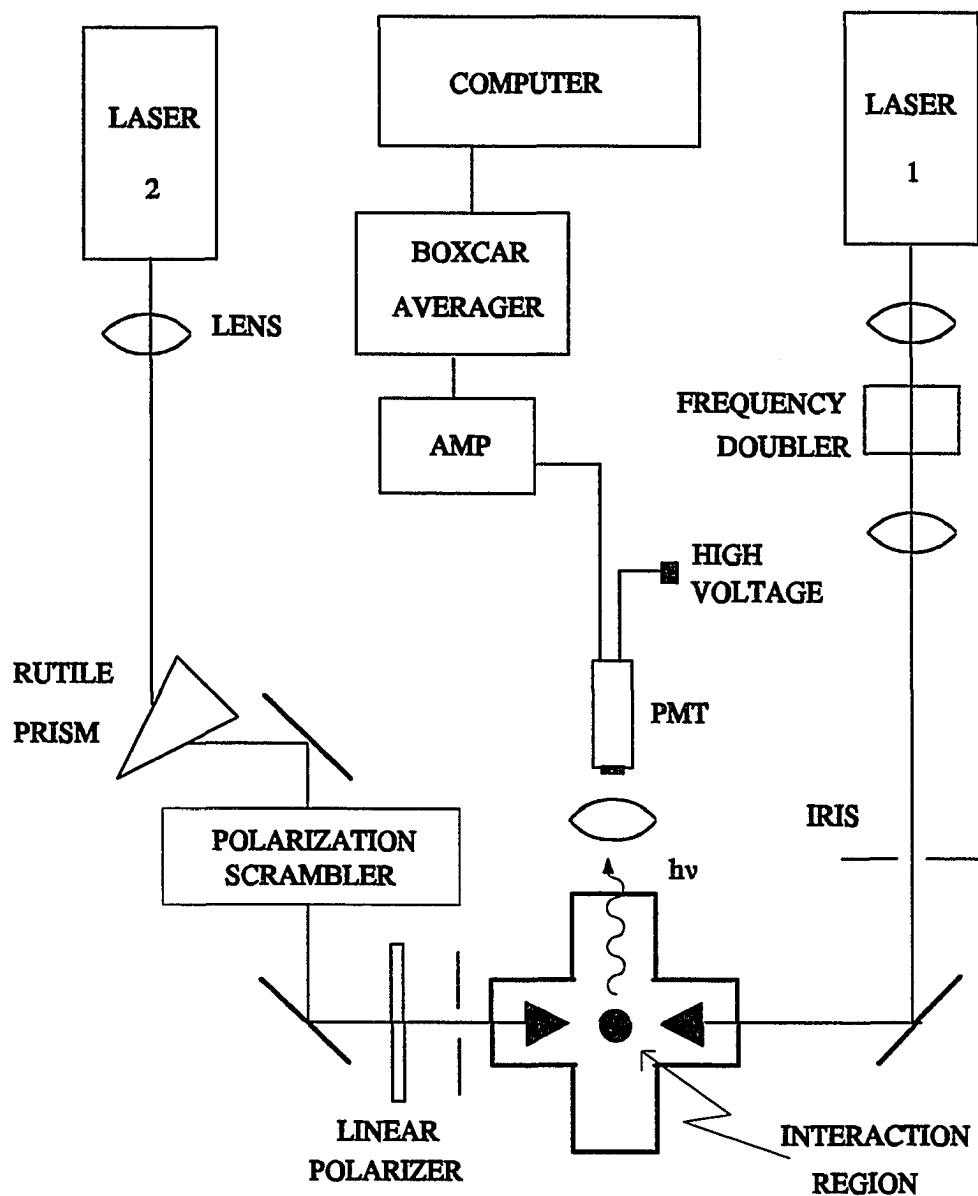 LASER
2
COMPUTER
LASER
1
BOXCAR
AVERAGER
LENS
FREQUENCY
DOUBLER
AMP
HIGH
VOLTAGE
RUTILE
PRISM
PMT
IRIS
POLARIZATION
SCRAMBLER
hν
LINEAR
POLARIZER
INTERACTION
REGION